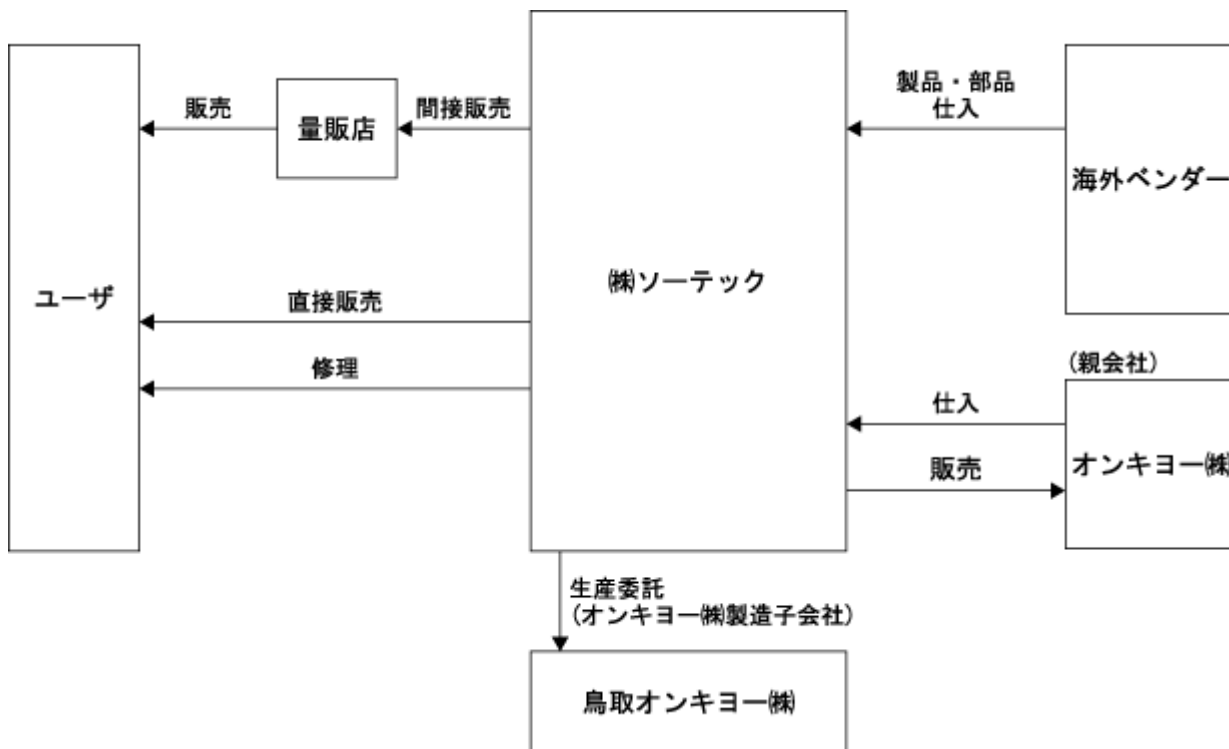 販売
量販店
間接販売
製品・部品
仕入
海外ベンダー
㈱ソーテック
ユーザ
直接販売
修理
(親会社)
仕入
オンキヨー㈱
販売
生産委託
(オンキヨー㈱製造子会社)
鳥取オンキヨー㈱